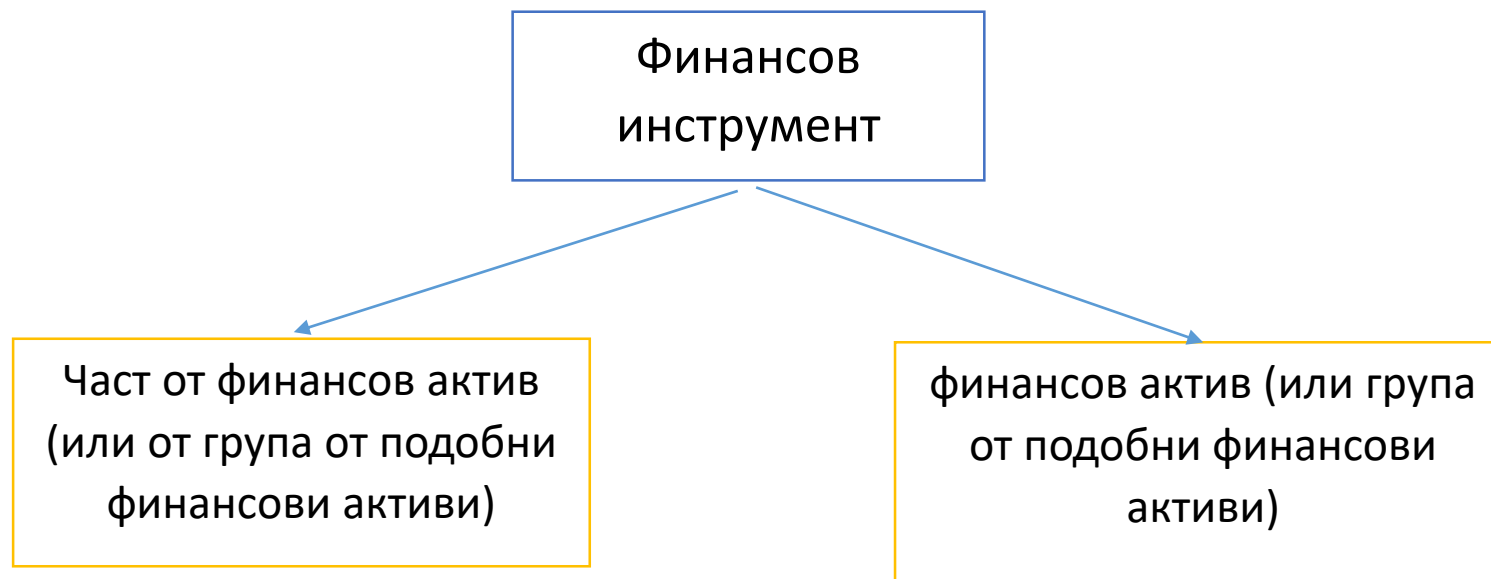 Финансов
инструмент
Част от финансов актив
(или от група от подобни
финансови активи)
финансов актив (или група
от подобни финансови
активи)